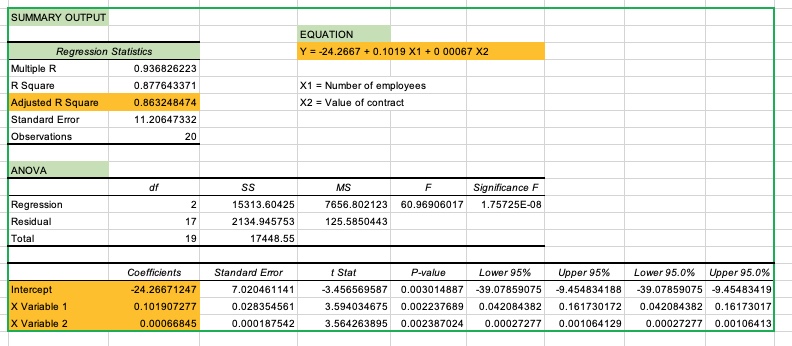 SUMMARY OUTPUT
EQUATION
Regression Statistics Y = -24.2667 + 0.1019 X1 + 0 00067 X2
Multiple R 0.936826223
R Square 0.877643371 X1 = Number of employees
Adjusted R Square 0.863248474 X2 = Value of contract
Standard Error 11.20647332
Observations 20
ANOVA
df SS MS F Significance F
Regression 2 15313.60425 7656.802123 60.96906017 1.75725E-08
Residual 17 2134.945753 125.5850443
Total 19 17448.55
Coefficients Standard Error t Stat P-value Lower 95% Upper 95% Lower 95.0% Upper 95.0%
Intercept -24.26671247 7.020461141 -3.456569587 0.003014887 -39.07859075 -9.454834188 -39.07859075 -9.45483419
X Variable 1 0.101907277 0.028354561 3.594034675 0.002237689 0.042084382 0.161730172 0.042084382 0.16173017
X Variable 2 0.00066845 0.000187542 3.564263895 0.002387024 0.00027277 0.001064129 0.00027277 0.00106413